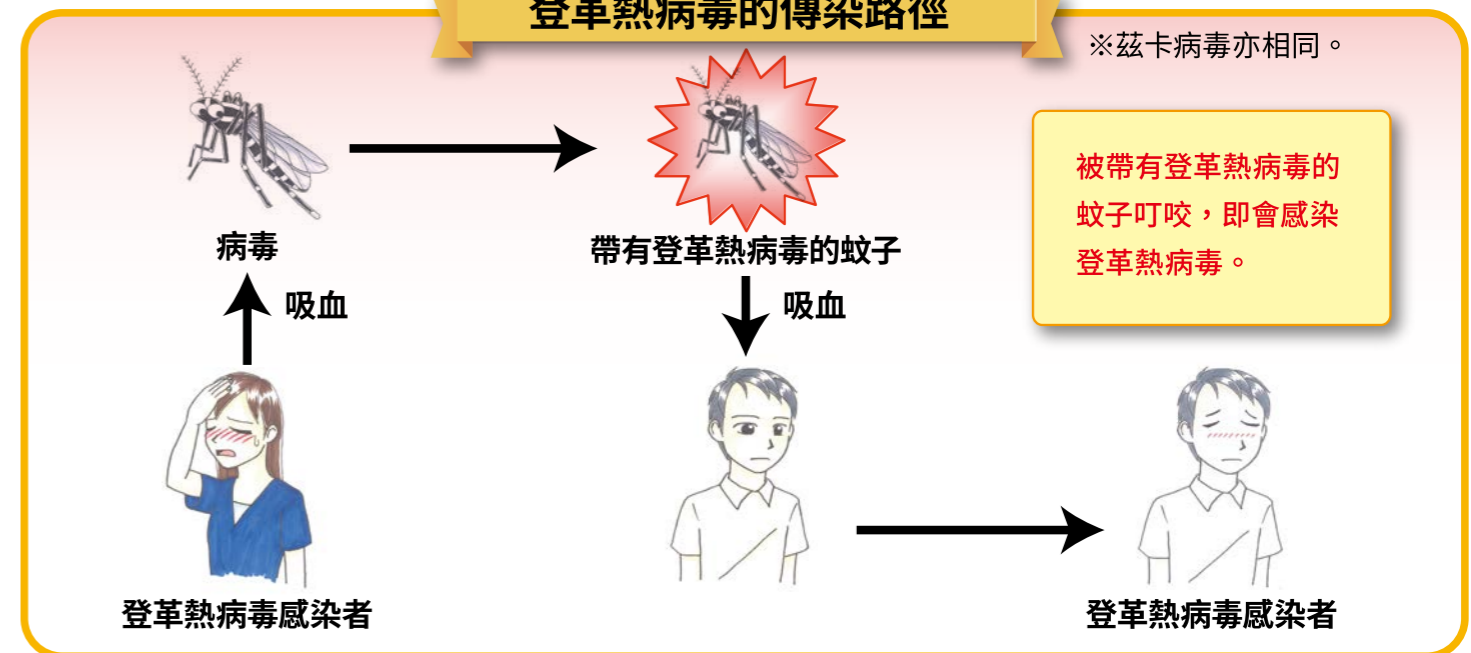 登革熱病毒的傳染路徑
※茲卡病毒亦相同。
被帶有登革熱病毒的
蚊子叮咬，即會感染
登革熱病毒。
病毒
帶有登革熱病毒的蚊子
吸血
吸血
登革熱病毒感染者
登革熱病毒感染者